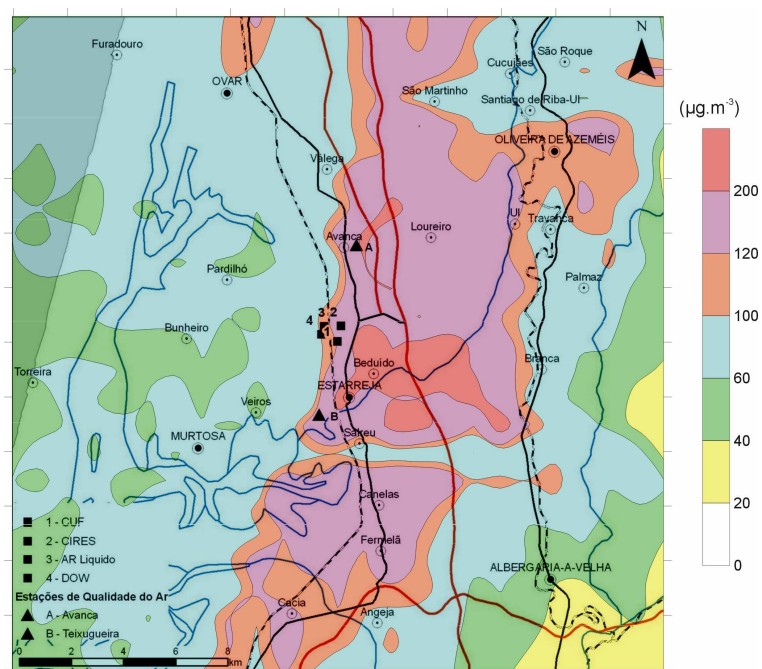 Furadouro
São Roque
N
Cucujães
OVAR
São Martinho
Santiago de Riba-Ul
(µg.m-³)
OLIVEIRA DE AZEMÉIS
Válega
200
Ul
Travanca
Loureiro
Avanca
A
120
Pardilhó
Palmaz
3 2
4
1
100
Bunheiro
Torreira
Beduido
Branca
60
ESTARREJA
Veiros
B
Salreu
MURTOSA
40
Canelas
20
1 - CUF
2 - CIRES
3 - AR Liquido
4 - DOW
Fermelã
ALBERGARIA-A-VELHA
0
Estações de Qualidade do Ar
A - Avanca
B - Teixugueira
Cacia
Angeja
0 2 4 6 8
km